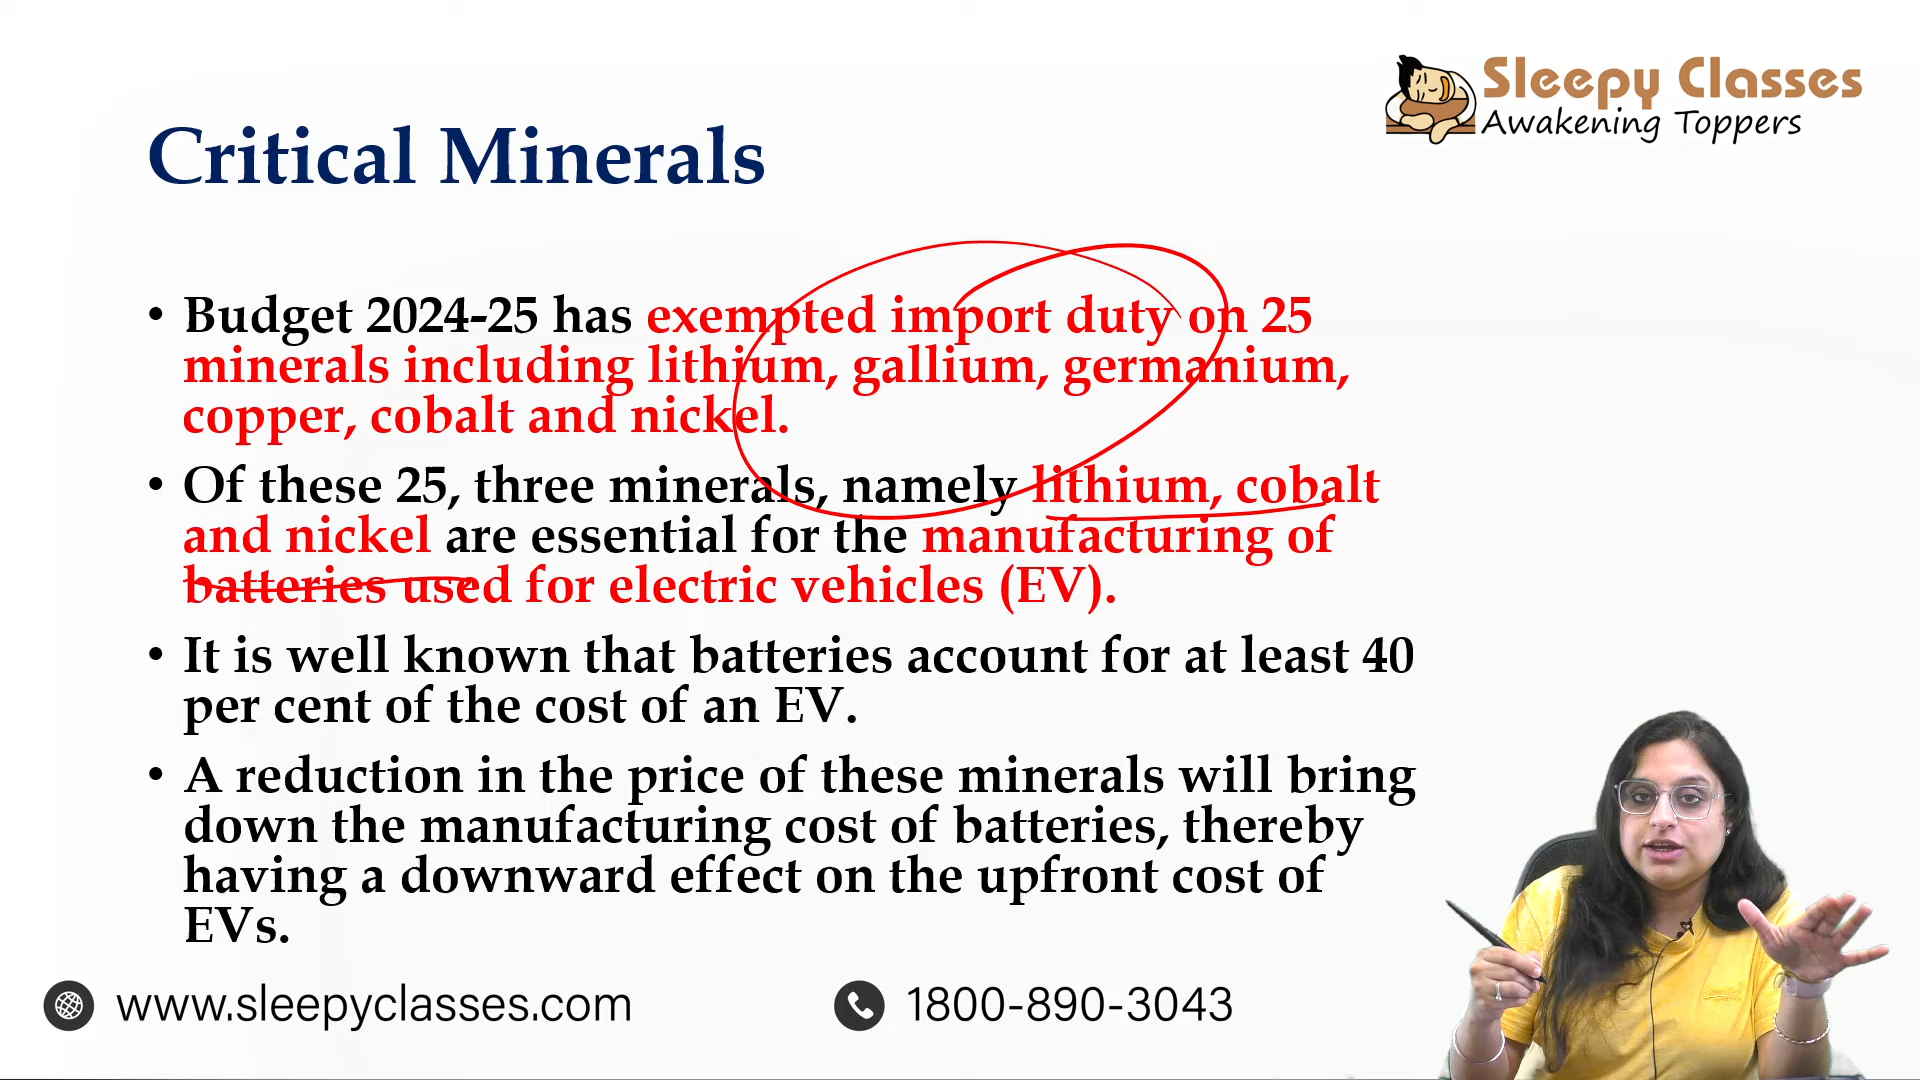 Sleepy Classes
Awakening Toppers
Critical Minerals
• Budget 2024-25 has exempted import duty on 25
minerals including lithium, gallium, germanium,
copper, cobalt and nickel.
• Of these 25, three minerals, namely lithium, cobalt
and nickel are essential for the manufacturing of
batteries used for electric vehicles (EV).
• It is well known that batteries account for at least 40
per cent of the cost of an EV.
• A reduction in the price of these minerals will bring
down the manufacturing cost of batteries, thereby
having a downward effect on the upfront cost of
EVs.
www.sleepyclasses.com
1800-890-3043